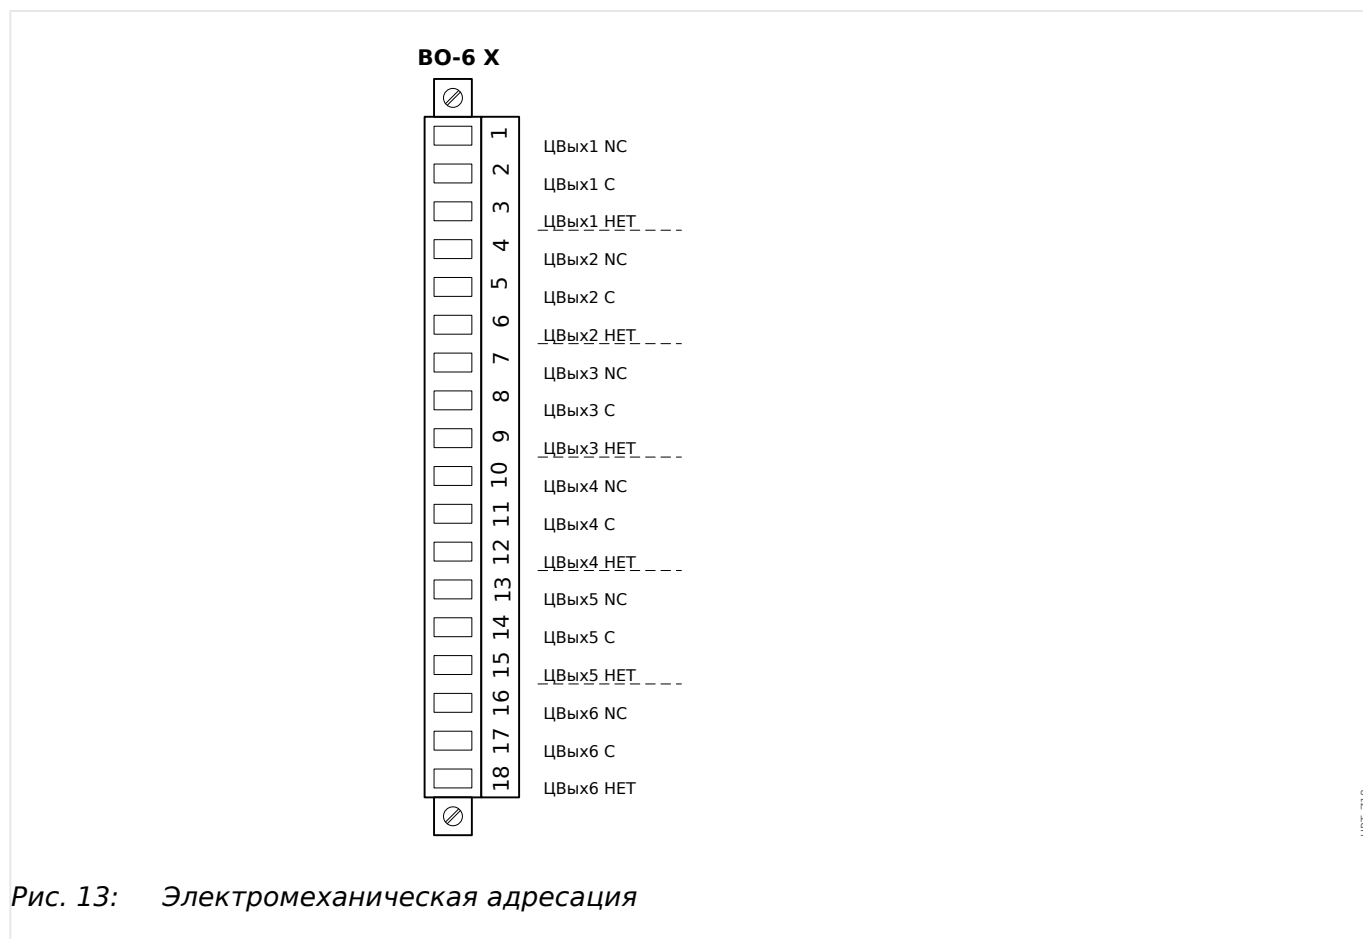 BO-6 X
1 ЦВых1 NC
2 ЦВых1 C
3 ЦВых1 НЕТ
4 ЦВых2 NC
5 ЦВых2 C
6 ЦВых2 НЕТ
7 ЦВых3 NC
8 ЦВых3 C
9 ЦВых3 НЕТ
10 ЦВых4 NC
11 ЦВых4 C
12 ЦВых4 НЕТ
13 ЦВых5 NC
14 ЦВых5 C
15 ЦВых5 НЕТ
16 ЦВых6 NC
17 ЦВых6 C
18 ЦВых6 НЕТ
Рис. 13: Электромеханическая адресация